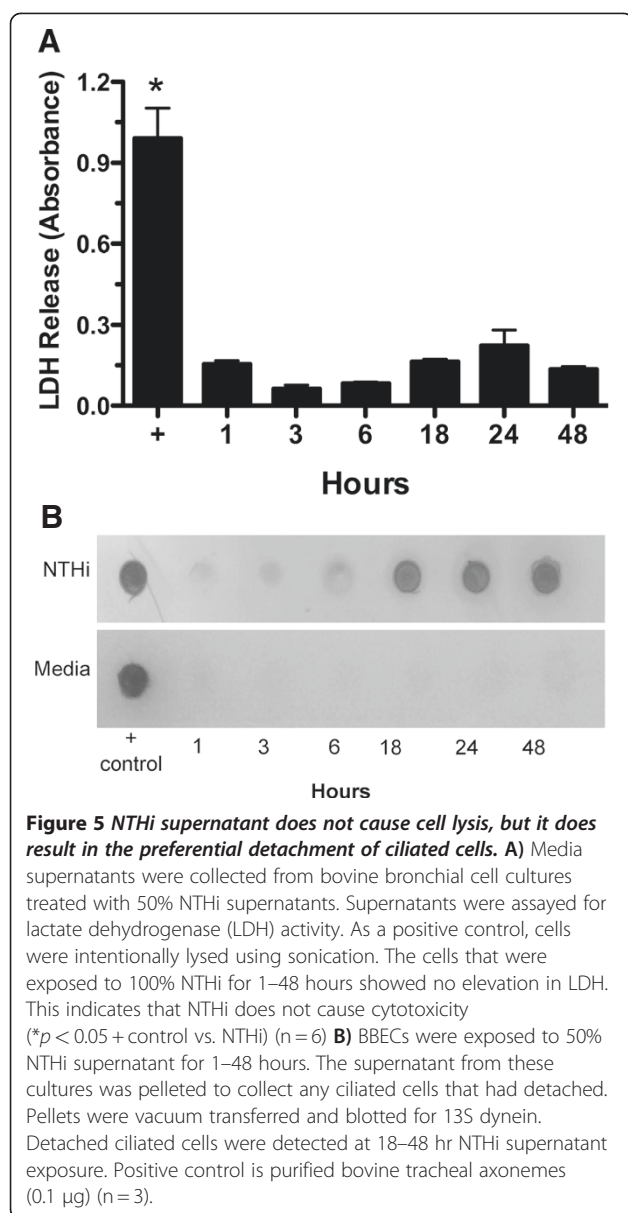 A
LDH Release (Absorbance)
1.2
0.9
0.6
0.3
0.0
*
+ 1 3 6 18 24 48
Hours
B
NTHi
Media
+ control 1 3 6 18 24 48
Hours
Figure 5 NTHi supernatant does not cause cell lysis, but it does
result in the preferential detachment of ciliated cells. A) Media
supernatants were collected from bovine bronchial cell cultures
treated with 50% NTHi supernatants. Supernatants were assayed for
lactate dehydrogenase (LDH) activity. As a positive control, cells
were intentionally lysed using sonication. The cells that were
exposed to 100% NTHi for 1–48 hours showed no elevation in LDH.
This indicates that NTHi does not cause cytotoxicity
(*p < 0.05 + control vs. NTHi) (n = 6) B) BBECs were exposed to 50%
NTHi supernatant for 1–48 hours. The supernatant from these
cultures was pelleted to collect any ciliated cells that had detached.
Pellets were vacuum transferred and blotted for 13S dynein.
Detached ciliated cells were detected at 18–48 hr NTHi supernatant
exposure. Positive control is purified bovine tracheal axonemes
(0.1 μg) (n = 3).